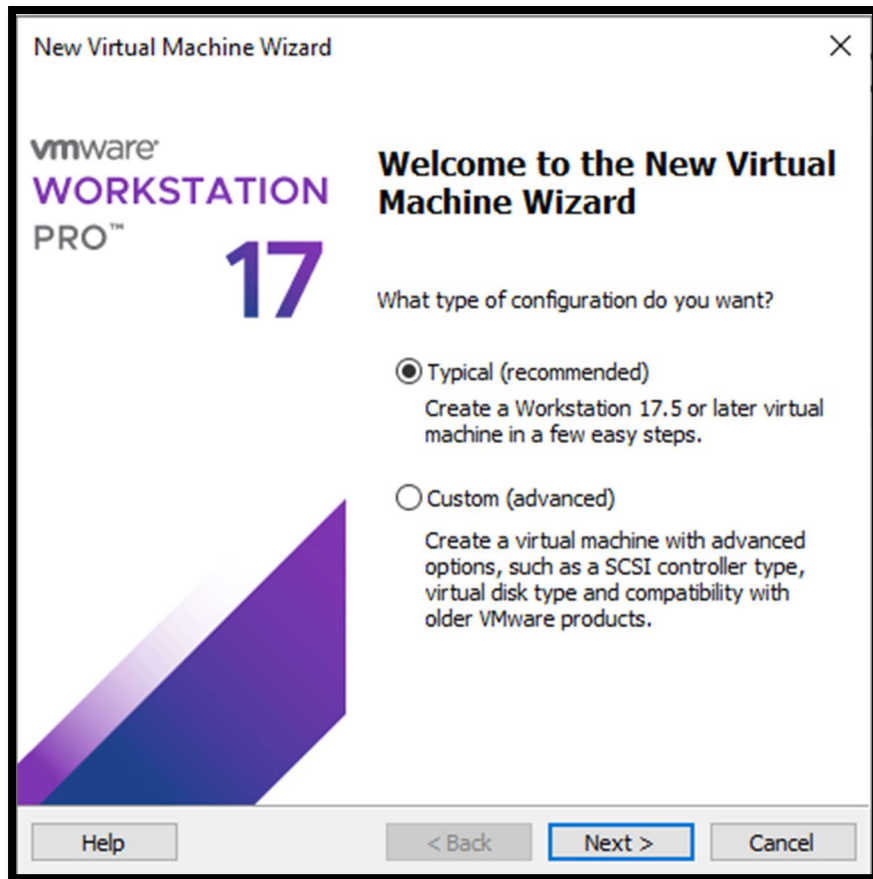 New Virtual Machine Wizard
vmware®
WORKSTATION
PRO™
17
Welcome to the New Virtual
Machine Wizard
What type of configuration do you want?
Typical (recommended)
Create a Workstation 17.5 or later virtual
machine in a few easy steps.
Custom (advanced)
Create a virtual machine with advanced
options, such as a SCSI controller type,
virtual disk type and compatibility with
older VMware products.
Help
< Back
Next >
Cancel